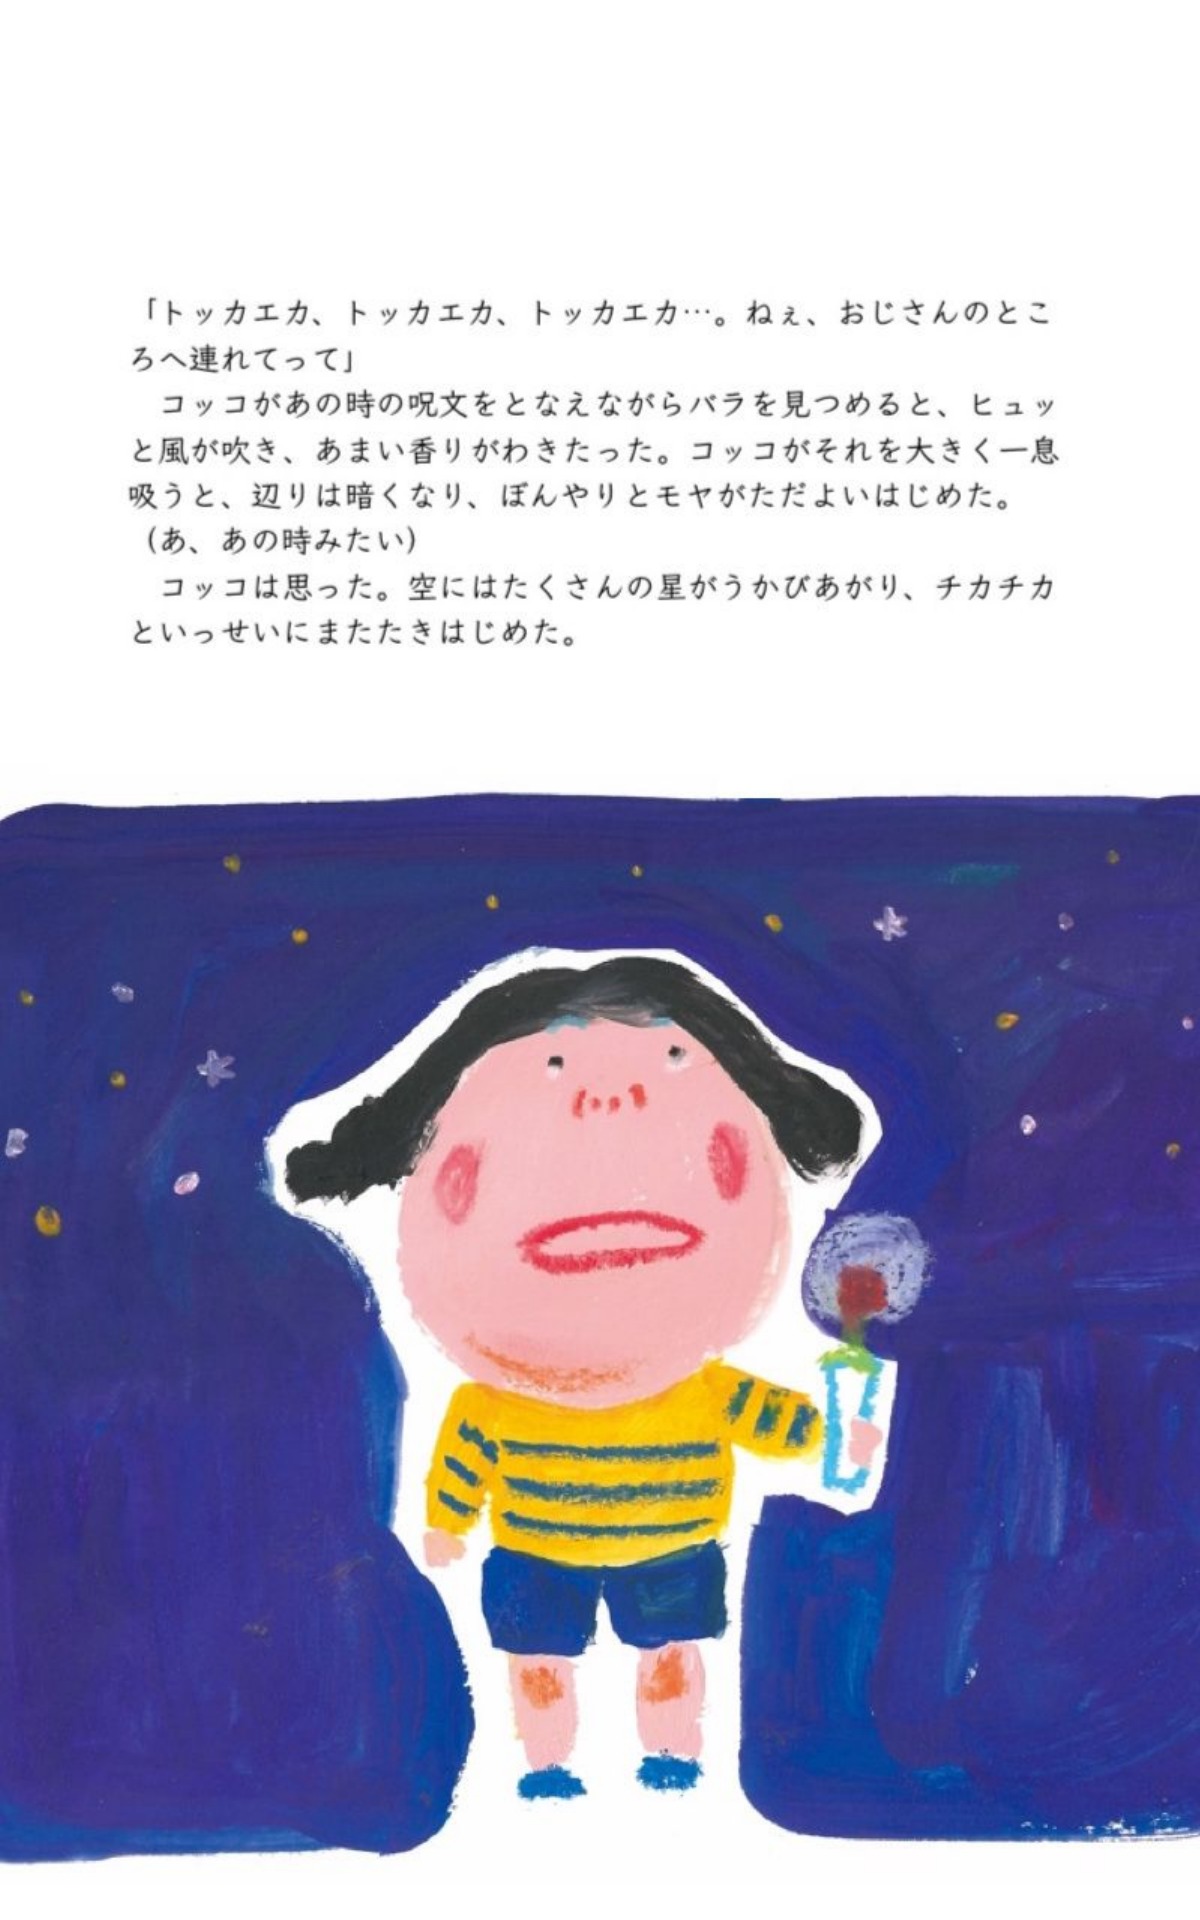 「トッカエカ、トッカエカ、トッカエカ…。ねぇ、おじさんのとこ
ろへ連れてって」
　コッコがあの時の呪文をとなえながらバラを見つめると、ヒュッ
と風が吹き、あまい香りがわきたった。コッコがそれを大きく一息
吸うと、辺りは暗くなり、ぼんやりとモヤがただよいはじめた。
（あ、あの時みたい）
　コッコは思った。空にはたくさんの星がうかびあがり、チカチカ
といっせいにまたたきはじめた。